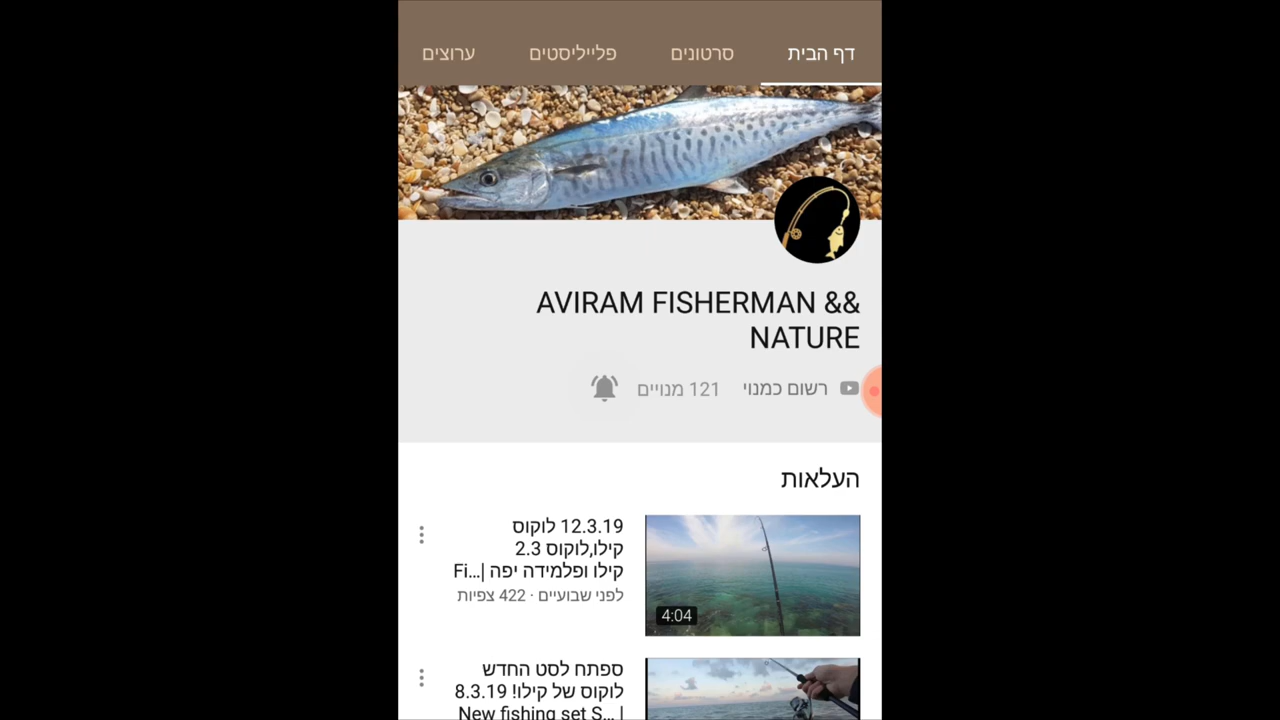 דף הבית
סרטונים
פלייליסטים
ערוצים
AVIRAM FISHERMAN &&
NATURE
רשום כמנוי
121 מנויים
העלאות
12.3.19 לוקוס
קילו,לוקוס 2.3
קילו ופלמידה יפה |...Fi
לפני שבועיים · 422 צפיות
4:04
ספתח לסט החדש
לוקוס של קילו! 8.3.19
| ...New fishing set S